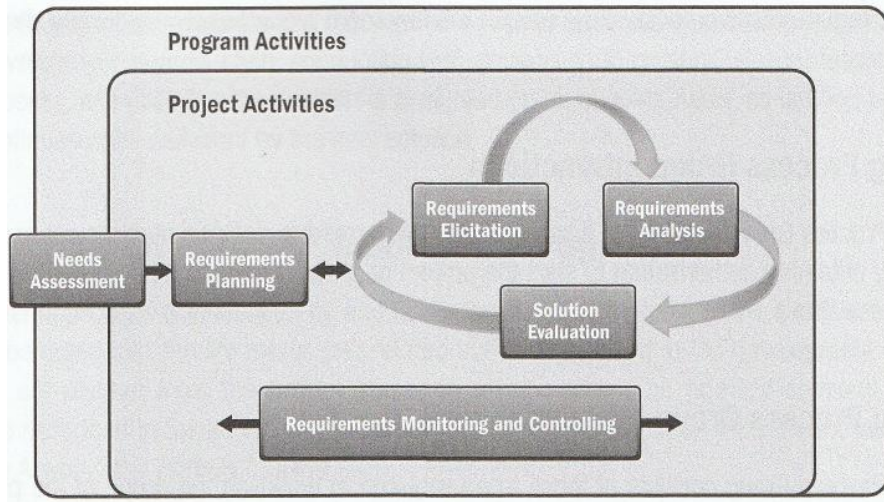 Program Activities
Project Activities
Requirements
Elicitation
Requirements
Analysis
Needs
Assessment
Requirements
Planning
Solution
Evaluation
Requirements Monitoring and Controlling